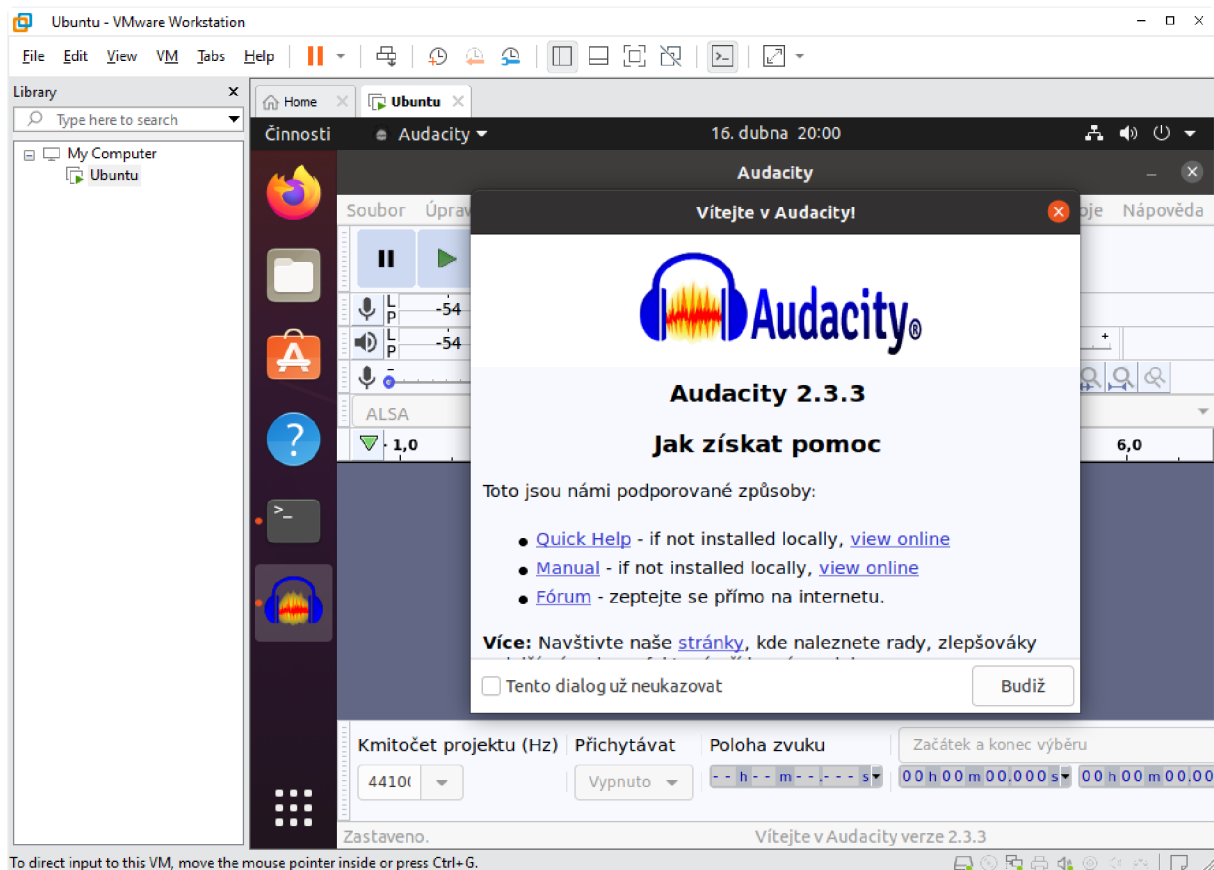 Ubuntu - VMware Workstation
File Edit View VM Tabs Help
Library
Type here to search
My Computer
Ubuntu
Home
Ubuntu
Činnosti Audacity 16. dubna 20:00
Audacity
Soubor Úprav oje Nápověda
Vítejte v Audacity!
L
P
-54
L
P
-54
ALSA
1,0 6,0
Audacity®
Audacity 2.3.3
Jak získat pomoc
Toto jsou námi podporované způsoby:
Quick Help - if not installed locally, view online
Manual - if not installed locally, view online
Fórum - zeptejte se přímo na internetu.
Více: Navštivte naše stránky, kde naleznete rady, zlepšováky
Tento dialog už neukazovat Budiž
Kmitočet projektu (Hz) Přichytávat Poloha zvuku Začátek a konec výběru
4410 Vypnuto - - h - - m - - . - - - s 00 h 00 m 00.000 s 00 h 00 m 00.00
Zastaveno. Vítejte v Audacity verze 2.3.3
To direct input to this VM, move the mouse pointer inside or press Ctrl+G.